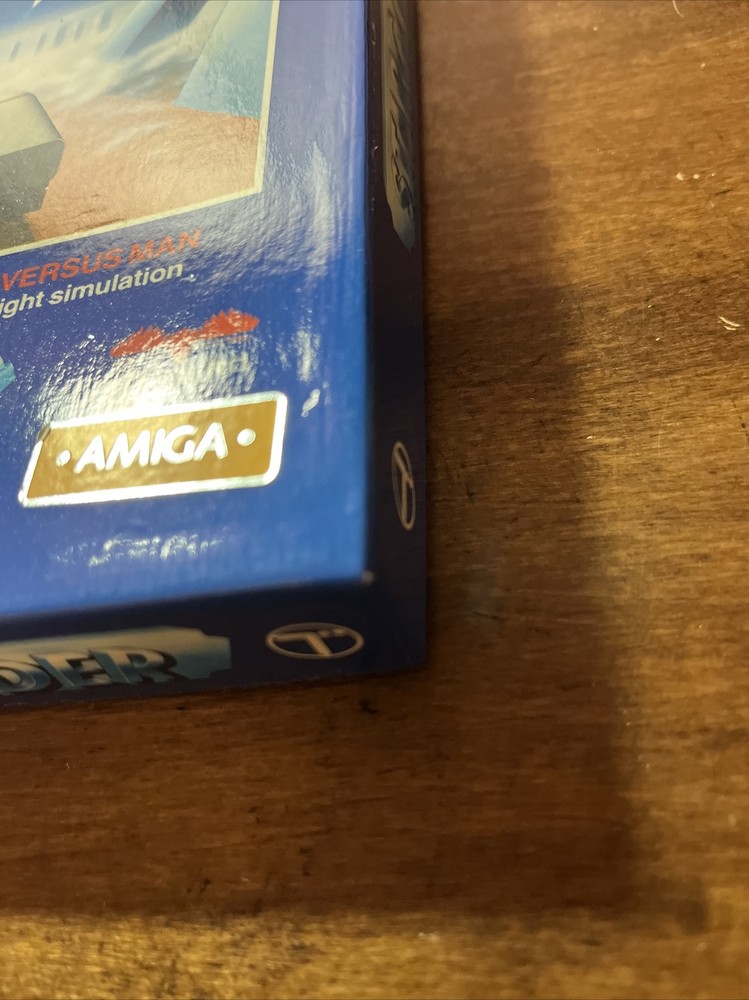 VERSUS MAN
ight simulation
• AMIGA •
DER
T